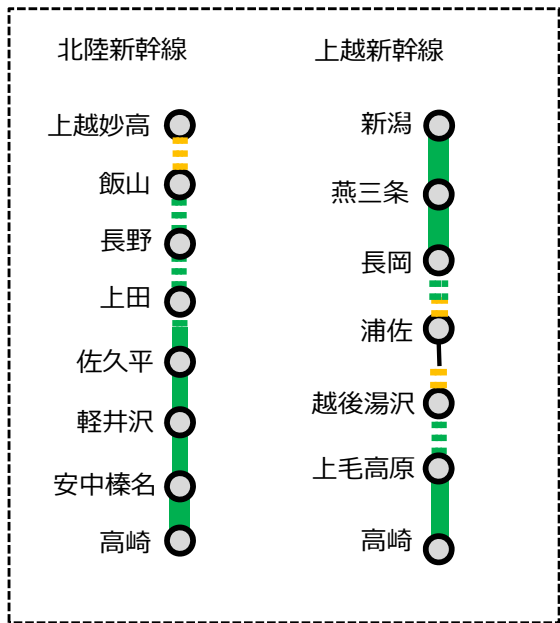 北陸新幹線
上越妙高
飯山
長野
上田
佐久平
軽井沢
安中榛名
高崎
上越新幹線
新潟
燕三条
長岡
浦佐
越後湯沢
上毛高原
高崎